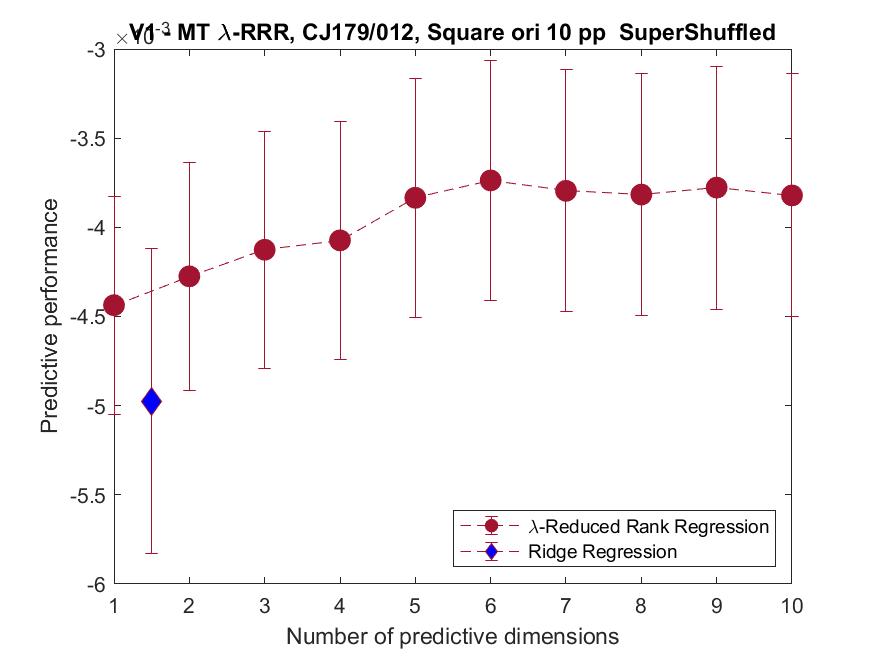 ×10-3
V1 - MT λ-RRR, CJ179/012, Square ori 10 pp  SuperShuffled
-3
-3.5
-4
-4.5
-5
-5.5
-6
Predictive performance
1 2 3 4 5 6 7 8 9 10
Number of predictive dimensions
λ-Reduced Rank Regression
Ridge Regression